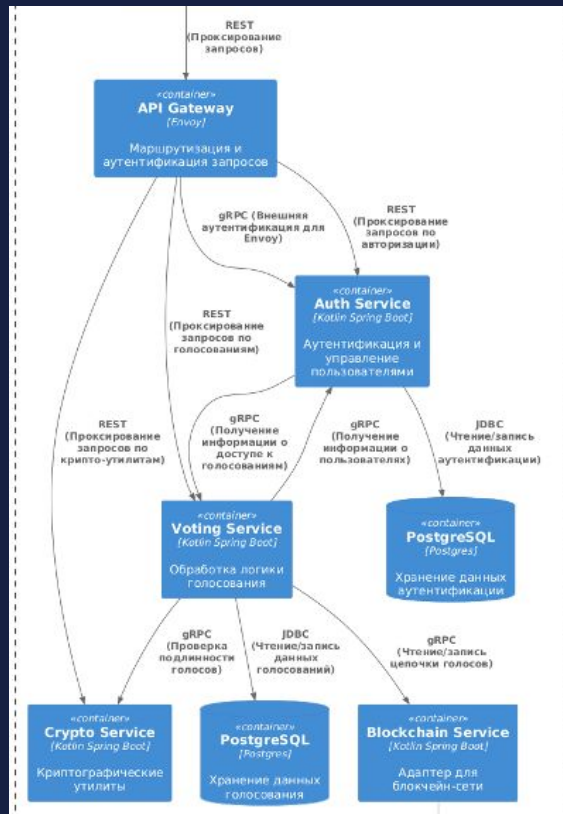 REST
(Проксирование
запросов)
«container»
API Gateway
[Envoy]
Маршрутизация и
аутентификация запросов
gRPC (Внешняя
аутентификация для
Envoy)
REST
(Проксирование
запросов по
авторизации)
«container»
Auth Service
[Kotlin Spring Boot]
Аутентификация и
управление
пользователями
REST
(Проксирование
запросов по
голосованиям)
REST
(Проксирование
запросов по
крипто-утилитам)
gRPC
(Получение
информации о
доступе к
голосованиям)
gRPC
(Получение
информации о
пользователях)
JDBC
(Чтение/запись
данных
аутентификации)
«container»
Voting Service
[Kotlin Spring Boot]
Обработка логики
голосования
«container»
PostgreSQL
[Postgres]
Хранение данных
аутентификации
gRPC
(Проверка
подлинности
голосов)
JDBC
(Чтение/запись
данных
голосований)
gRPC
(Чтение/запись
цепочки голосов)
«container»
Crypto Service
[Kotlin Spring Boot]
Криптографические
утилиты
«container»
PostgreSQL
[Postgres]
Хранение данных
голосования
«container»
Blockchain Service
[Kotlin Spring Boot]
Адаптер для
блокчейн-сети